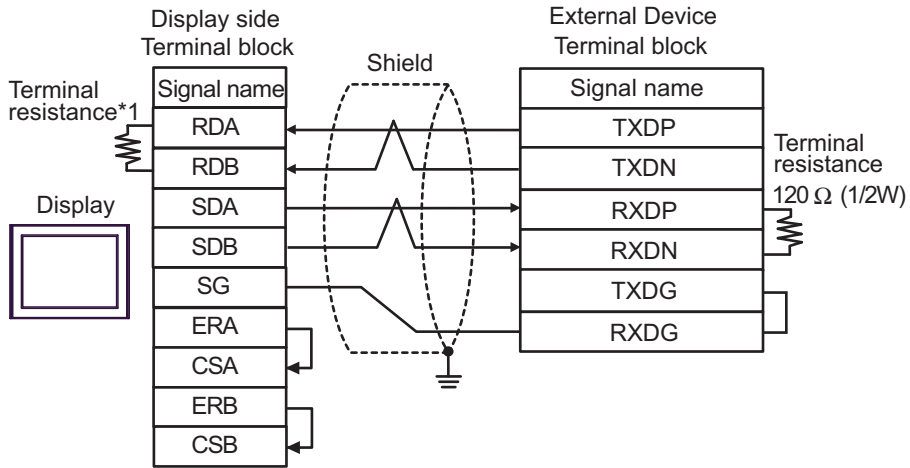 Display side
Terminal block
External Device
Terminal block
Shield
Terminal
resistance*1
Signal name
RDA
RDB
SDA
SDB
SG
ERA
CSA
ERB
CSB
Display
Signal name
TXDP
TXDN
RXDP
RXDN
TXDG
RXDG
Terminal
resistance
120 Ω (1/2W)